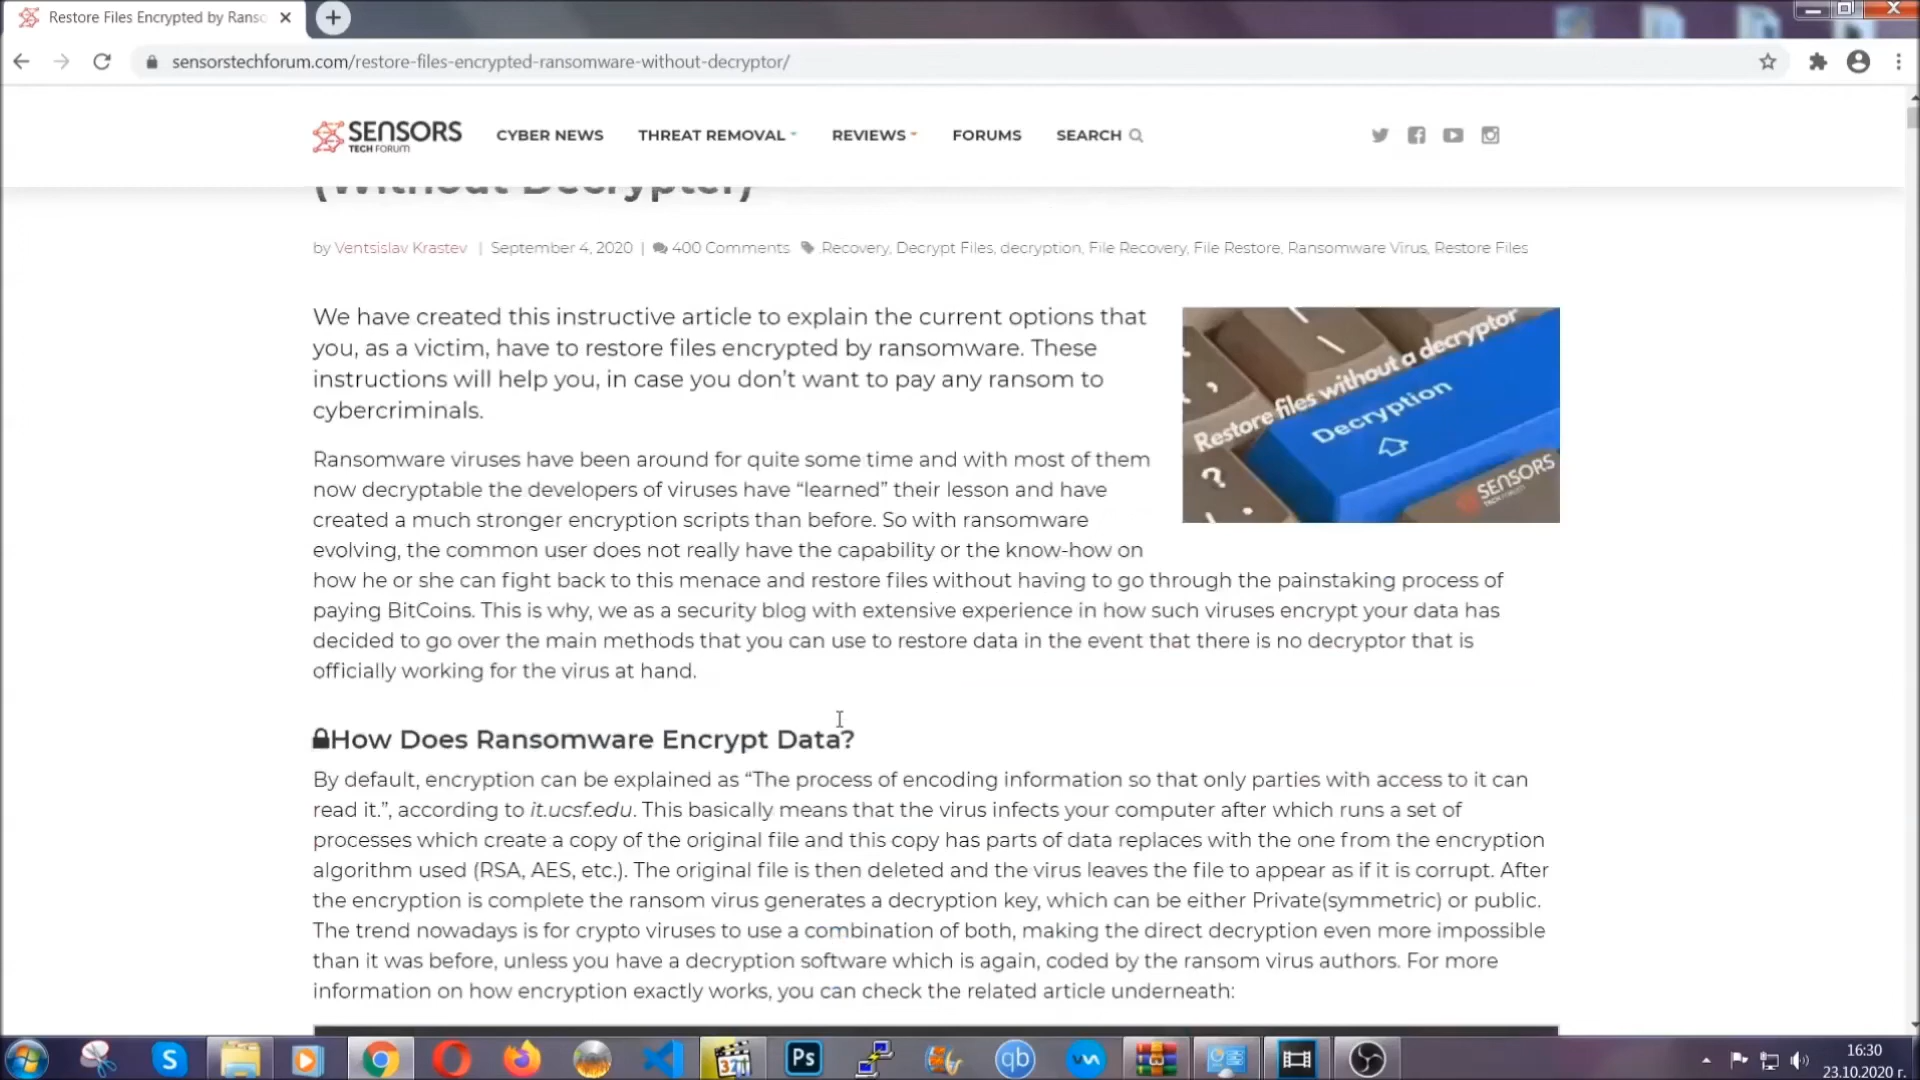 Restore Files Encrypted by Ranso
sensorstechforum.com/restore-files-encrypted-ransomware-without-decryptor/
SENSORS
TECH FORUM
CYBER NEWS
THREAT REMOVAL
REVIEWS
FORUMS
SEARCH
(Without Decrypter)
by Ventsislav Krastev | September 4, 2020 | 400 Comments .Recovery, Decrypt Files, decryption, File Recovery, File Restore, Ransomware Virus, Restore Files
We have created this instructive article to explain the current options that
you, as a victim, have to restore files encrypted by ransomware. These
instructions will help you, in case you don’t want to pay any ransom to
cybercriminals.
Restore files without a decryptor
Decryption
SENSORS
TECH FORUM
Ransomware viruses have been around for quite some time and with most of them
now decryptable the developers of viruses have “learned” their lesson and have
created a much stronger encryption scripts than before. So with ransomware
evolving, the common user does not really have the capability or the know-how on
how he or she can fight back to this menace and restore files without having to go through the painstaking process of
paying BitCoins. This is why, we as a security blog with extensive experience in how such viruses encrypt your data has
decided to go over the main methods that you can use to restore data in the event that there is no decryptor that is
officially working for the virus at hand.
How Does Ransomware Encrypt Data?
By default, encryption can be explained as “The process of encoding information so that only parties with access to it can
read it.”, according to it.ucsf.edu. This basically means that the virus infects your computer after which runs a set of
processes which create a copy of the original file and this copy has parts of data replaces with the one from the encryption
algorithm used (RSA, AES, etc.). The original file is then deleted and the virus leaves the file to appear as if it is corrupt. After
the encryption is complete the ransom virus generates a decryption key, which can be either Private(symmetric) or public.
The trend nowadays is for crypto viruses to use a combination of both, making the direct decryption even more impossible
than it was before, unless you have a decryption software which is again, coded by the ransom virus authors. For more
information on how encryption exactly works, you can check the related article underneath:
S
321
Ps
qb
16:30
23.10.2020 г.